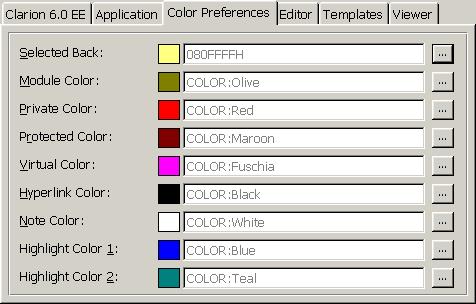 Clarion 6.0 EE Application Color Preferences Editor Templates Viewer
Selected Back: 080FFFFH ...
Module Color: COLOR:Olive ...
Private Color: COLOR:Red ...
Protected Color: COLOR:Maroon ...
Virtual Color: COLOR:Fuschia ...
Hyperlink Color: COLOR:Black ...
Note Color: COLOR:White ...
Highlight Color 1: COLOR:Blue ...
Highlight Color 2: COLOR:Teal ...